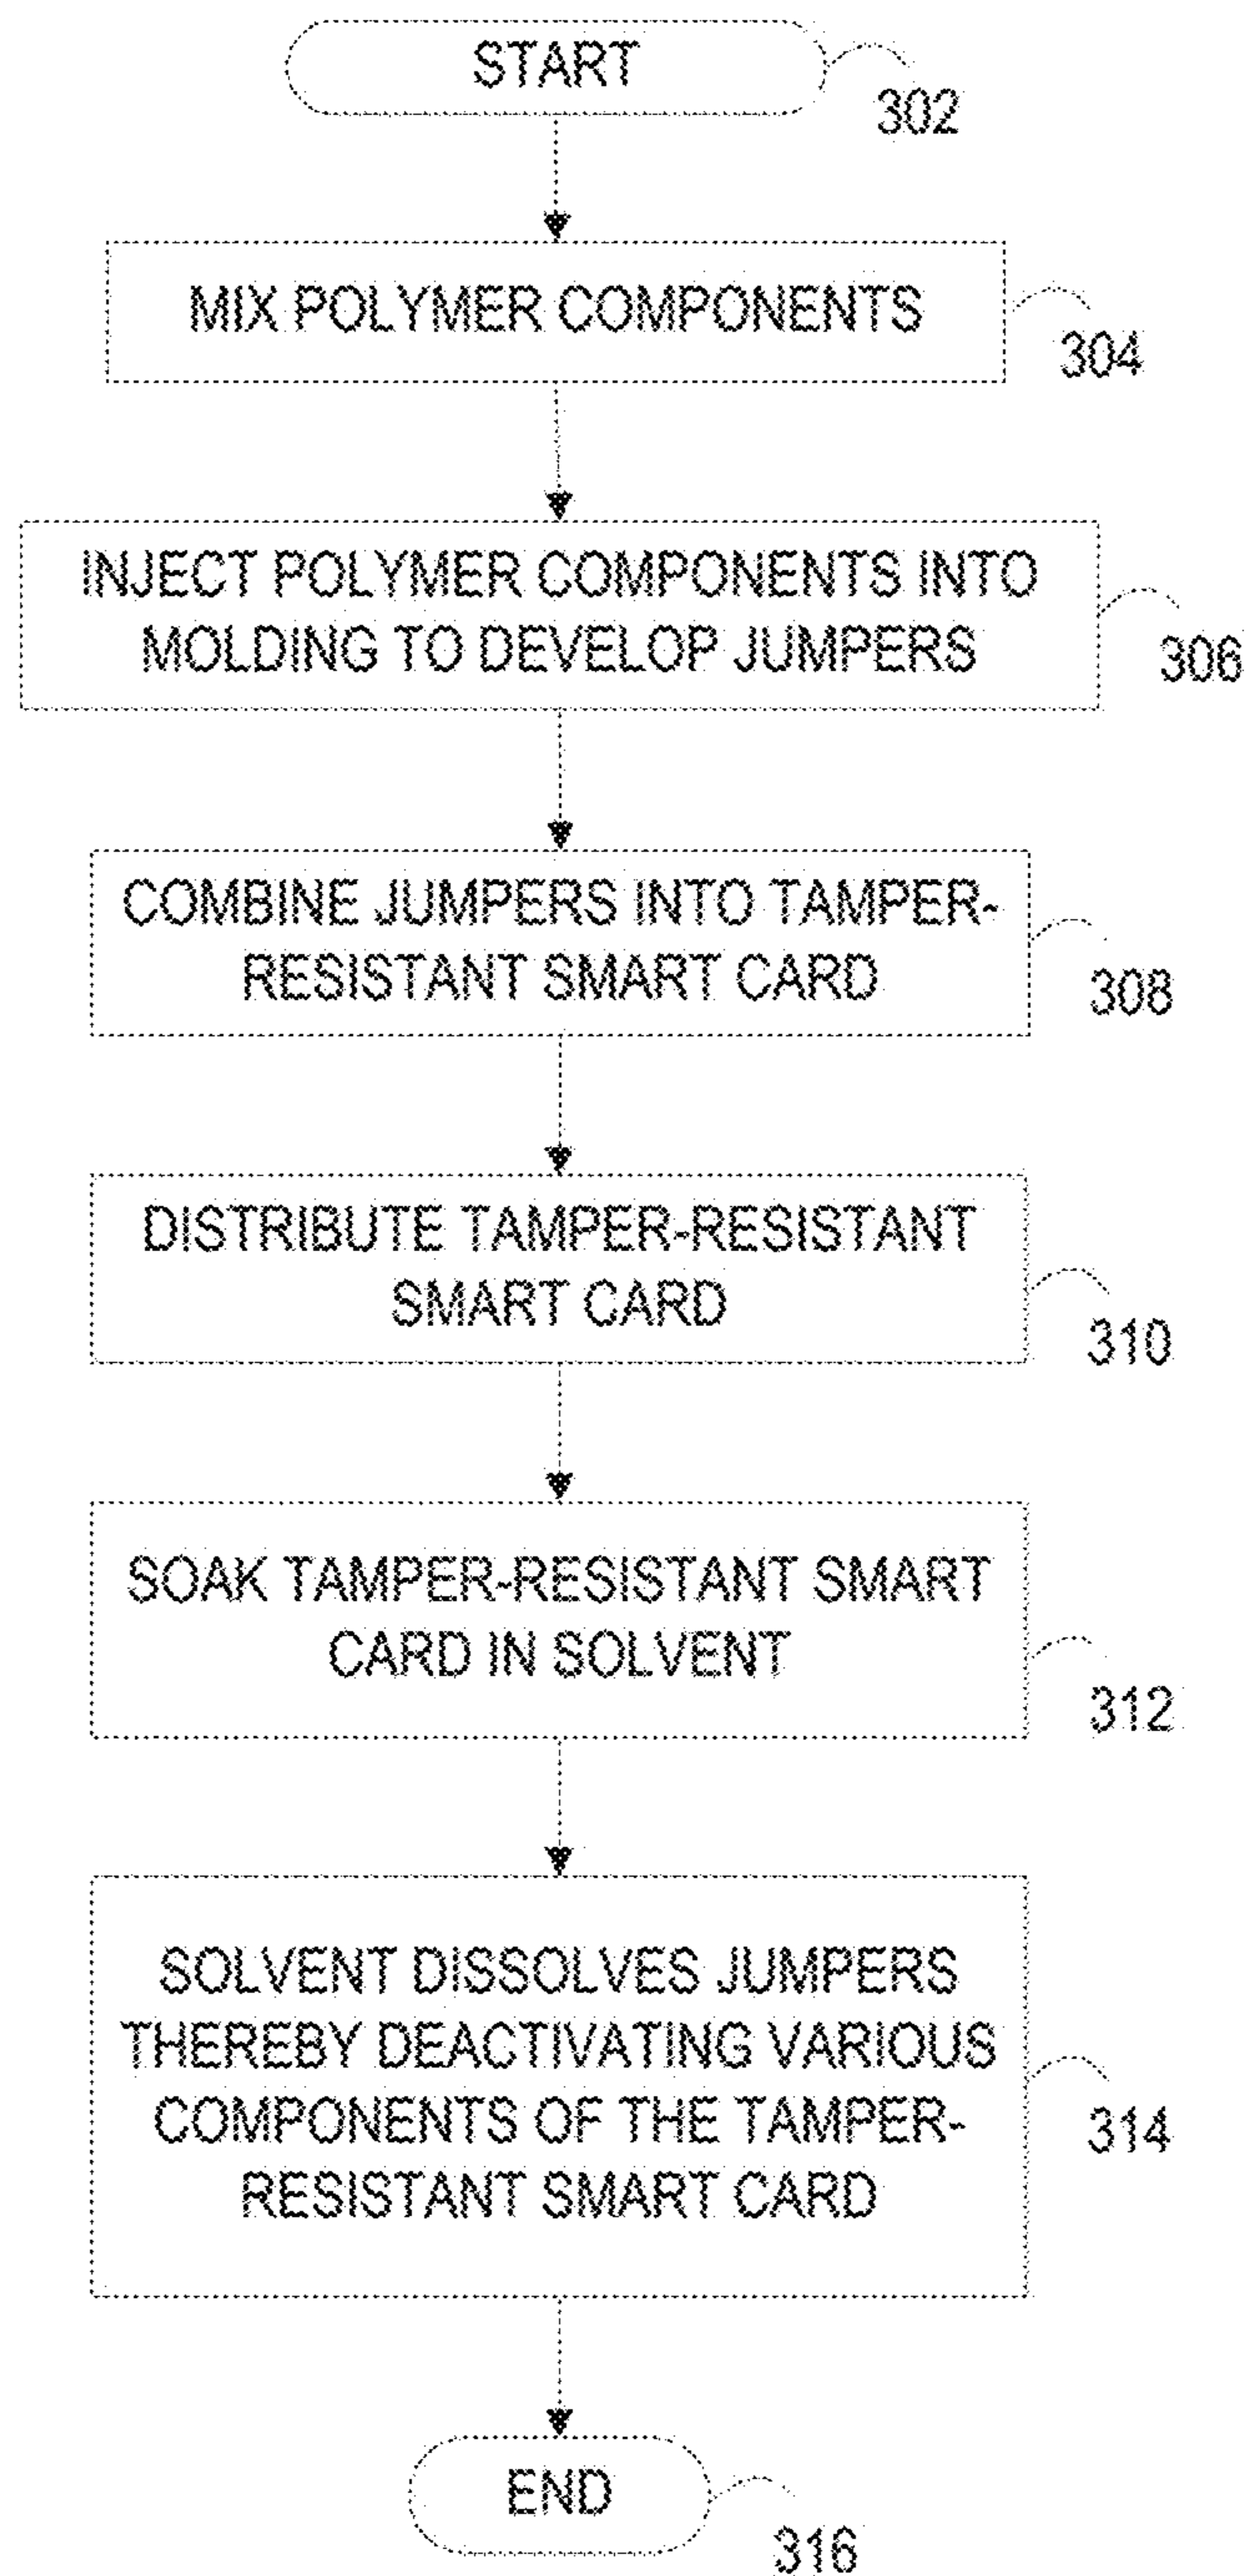 START
302
MIX POLYMER COMPONENTS
304
INJECT POLYMER COMPONENTS INTO
MOLDING TO DEVELOP JUMPERS
306
COMBINE JUMPERS INTO TAMPER-
RESISTANT SMART CARD
308
DISTRIBUTE TAMPER-RESISTANT
SMART CARD
310
SOAK TAMPER-RESISTANT SMART
CARD IN SOLVENT
312
SOLVENT DISSOLVES JUMPERS
THEREBY DEACTIVATING VARIOUS
COMPONENTS OF THE TAMPER-
RESISTANT SMART CARD
314
END
316